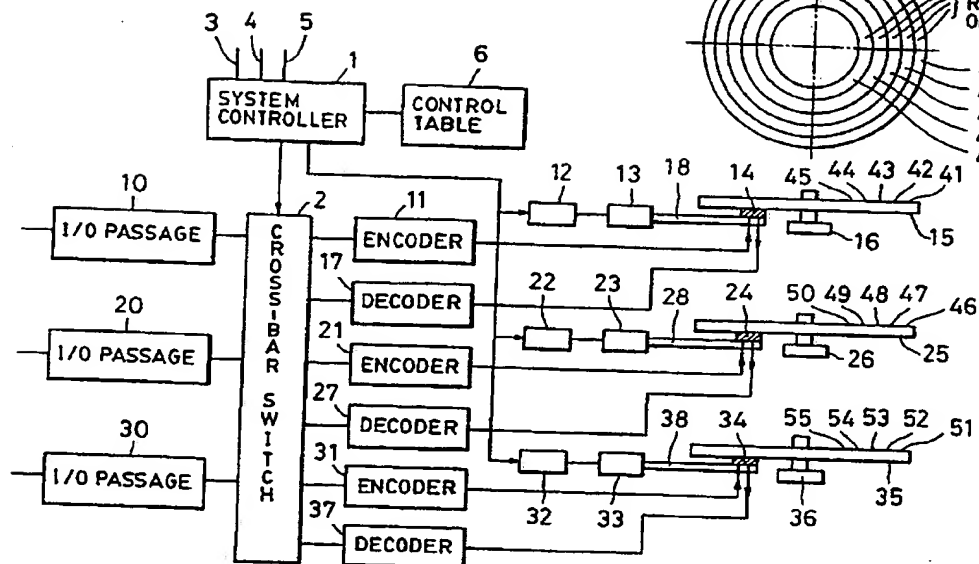 3 4 5
1
6
SYSTEM
CONTROLLER
CONTROL
TABLE
10
I/O PASSAGE
2
CROSS-BAR SWITCH
11
ENCODER
12 13 18 14
45 44 43 42 41
15
16
17
DECODER
20
I/O PASSAGE
21
ENCODER
22 23 28 24
50 49 48 47 46
25
26
27
DECODER
30
I/O PASSAGE
31
ENCODER
32 33 38 34
55 54 53 52 51
35
36
37
DECODER